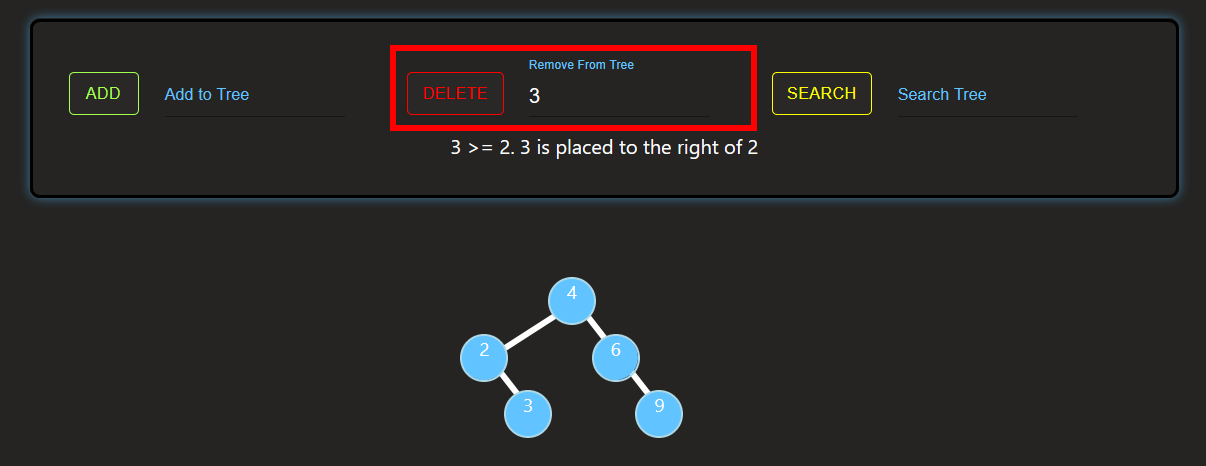 Remove From Tree
ADD Add to Tree DELETE 3 SEARCH Search Tree
3 >= 2. 3 is placed to the right of 2
4
2 6
3 9